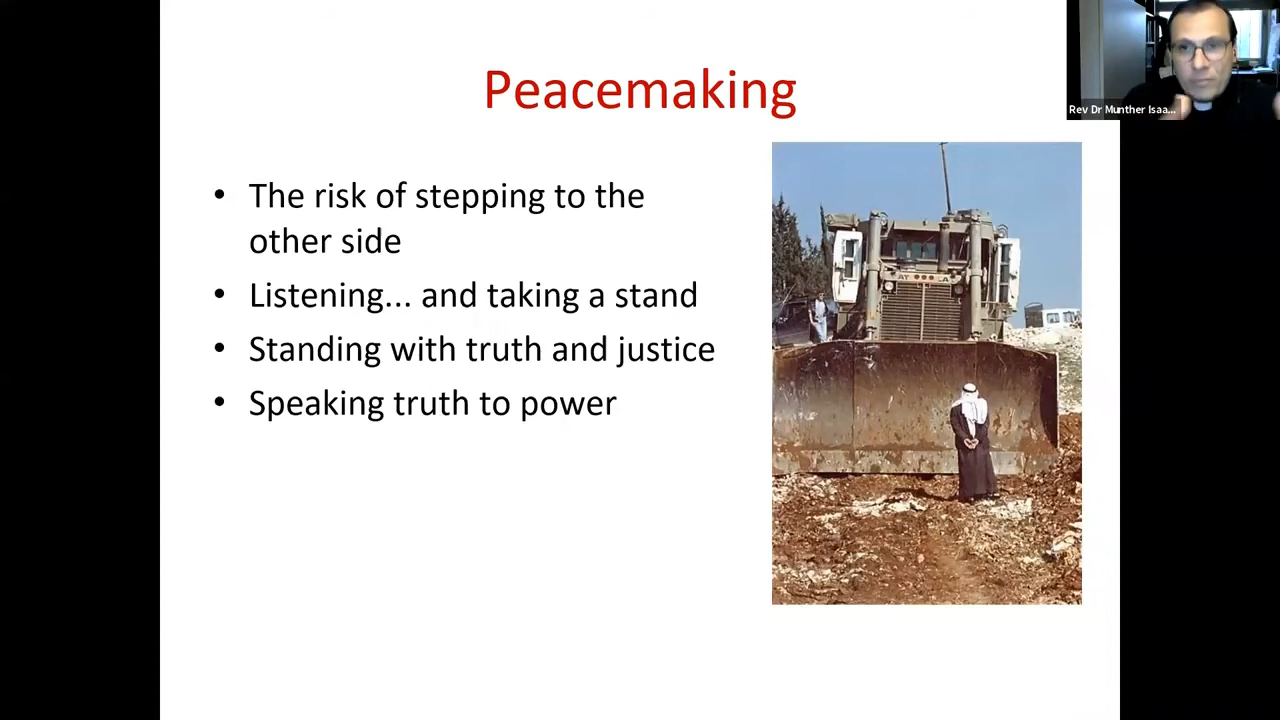 Peacemaking
Rev Dr Munther Isaa...
• The risk of stepping to the
other side
• Listening... and taking a stand
• Standing with truth and justice
• Speaking truth to power